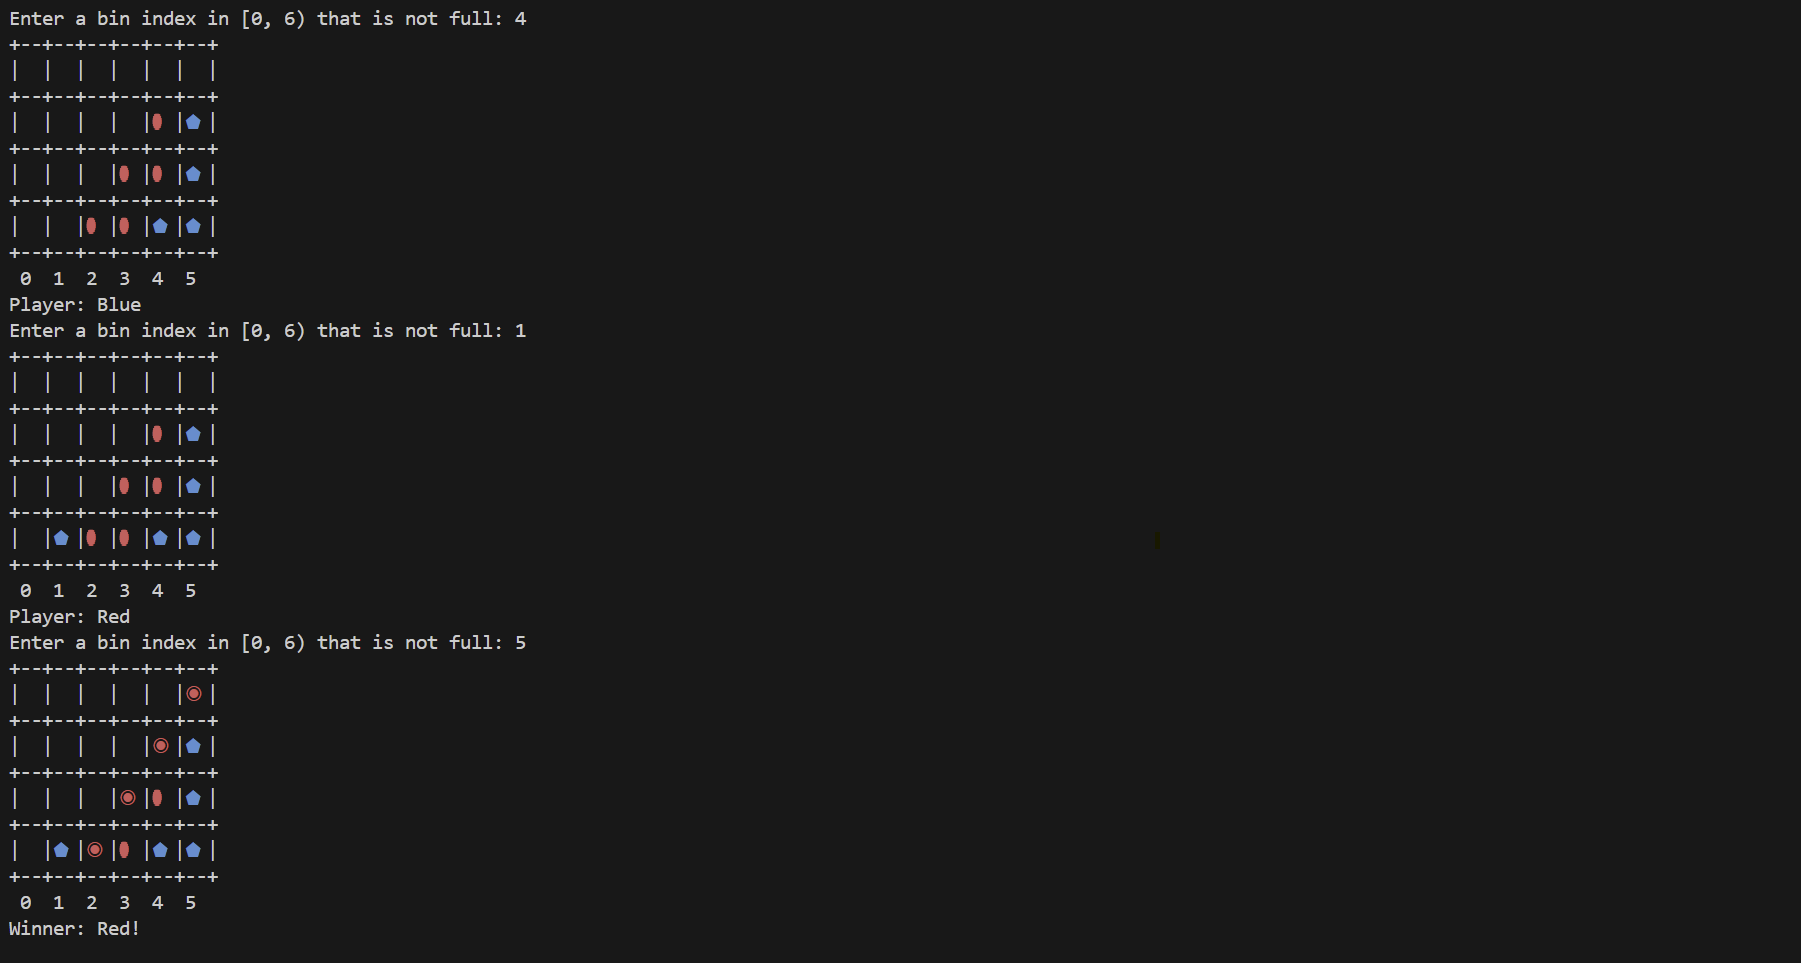 Enter a bin index in [0, 6) that is not full: 4
+--+--+--+--+--+--+
|  |  |  |  |  |  |
+--+--+--+--+--+--+
|  |  |  |  |⬮ |⬟ |
+--+--+--+--+--+--+
|  |  |  |⬮ |⬮ |⬟ |
+--+--+--+--+--+--+
|  |  |⬮ |⬮ |⬟ |⬟ |
+--+--+--+--+--+--+
 0  1  2  3  4  5
Player: Blue
Enter a bin index in [0, 6) that is not full: 1
+--+--+--+--+--+--+
|  |  |  |  |  |  |
+--+--+--+--+--+--+
|  |  |  |  |⬮ |⬟ |
+--+--+--+--+--+--+
|  |  |  |⬮ |⬮ |⬟ |
+--+--+--+--+--+--+
|  |⬟ |⬮ |⬮ |⬟ |⬟ |
+--+--+--+--+--+--+
 0  1  2  3  4  5
Player: Red
Enter a bin index in [0, 6) that is not full: 5
+--+--+--+--+--+--+
|  |  |  |  |  |◉ |
+--+--+--+--+--+--+
|  |  |  |  |◉ |⬟ |
+--+--+--+--+--+--+
|  |  |  |◉ |⬮ |⬟ |
+--+--+--+--+--+--+
|  |⬟ |◉ |⬮ |⬟ |⬟ |
+--+--+--+--+--+--+
 0  1  2  3  4  5
Winner: Red!